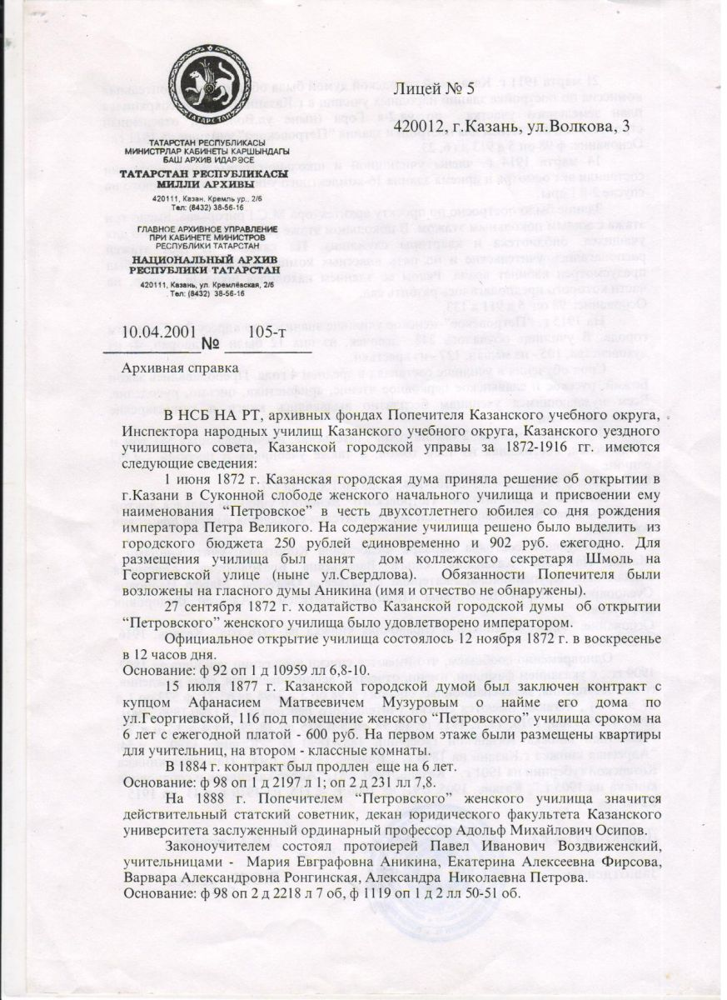 ТАТАРСТАН
Лицей № 5
420012, г.Казань, ул.Волкова, 3
ТАТАРСТАН РЕСПУБЛИКАСЫ
МИНИСТРЛАР КАБИНЕТЫ КАРШЫНДАГЫ
БАШ АРХИВ ИДАРӘСЕ
ТАТАРСТАН РЕСПУБЛИКАСЫ
МИЛЛИ АРХИВЫ
420111, Казан, Кремль ур., 2/6
Тел: (8432) 38-56-16
ГЛАВНОЕ АРХИВНОЕ УПРАВЛЕНИЕ
ПРИ КАБИНЕТЕ МИНИСТРОВ
РЕСПУБЛИКИ ТАТАРСТАН
НАЦИОНАЛЬНЫЙ АРХИВ
РЕСПУБЛИКИ ТАТАРСТАН
420111, Казань, ул. Кремлёвская, 2/6
Тел: (8432) 38-56-16
10.04.2001 № 105-т
Архивная справка
В НСБ НА РТ, архивных фондах Попечителя Казанского учебного округа,
Инспектора народных училищ Казанского учебного округа, Казанского уездного
училищного совета, Казанской городской управы за 1872-1916 гг. имеются
следующие сведения:
1 июня 1872 г. Казанская городская дума приняла решение об открытии в
г.Казани в Суконной слободе женского начального училища и присвоении ему
наименования “Петровское” в честь двухсотлетнего юбилея со дня рождения
императора Петра Великого. На содержание училища решено было выделить из
городского бюджета 250 рублей единовременно и 902 руб. ежегодно. Для
размещения училища был нанят дом коллежского секретаря Шмоль на
Георгиевской улице (ныне ул.Свердлова). Обязанности Попечителя были
возложены на гласного думы Аникина (имя и отчество не обнаружены).
27 сентября 1872 г. ходатайство Казанской городской думы об открытии
“Петровского” женского училища было удовлетворено императором.
Официальное открытие училища состоялось 12 ноября 1872 г. в воскресенье
в 12 часов дня.
Основание: ф 92 оп 1 д 10959 лл 6,8-10.
15 июля 1877 г. Казанской городской думой был заключен контракт с
купцом Афанасием Матвеевичем Музуровым о найме его дома по
ул.Георгиевской, 116 под помещение женского “Петровского” училища сроком на
6 лет с ежегодной платой - 600 руб. На первом этаже были размещены квартиры
для учительниц, на втором - классные комнаты.
В 1884 г. контракт был продлен еще на 6 лет.
Основание: ф 98 оп 1 д 2197 л 1; оп 2 д 231 лл 7,8.
На 1888 г. Попечителем “Петровского” женского училища значится
действительный статский советник, декан юридического факультета Казанского
университета заслуженный ординарный профессор Адольф Михайлович Осипов.
Законоучителем состоял протоиерей Павел Иванович Воздвиженский,
учительницами - Мария Евграфовна Аникина, Екатерина Алексеевна Фирсова,
Варвара Александровна Ронгинская, Александра Николаевна Петрова.
Основание: ф 98 оп 2 д 2218 л 7 об, ф 1119 оп 1 д 2 лл 50-51 об.